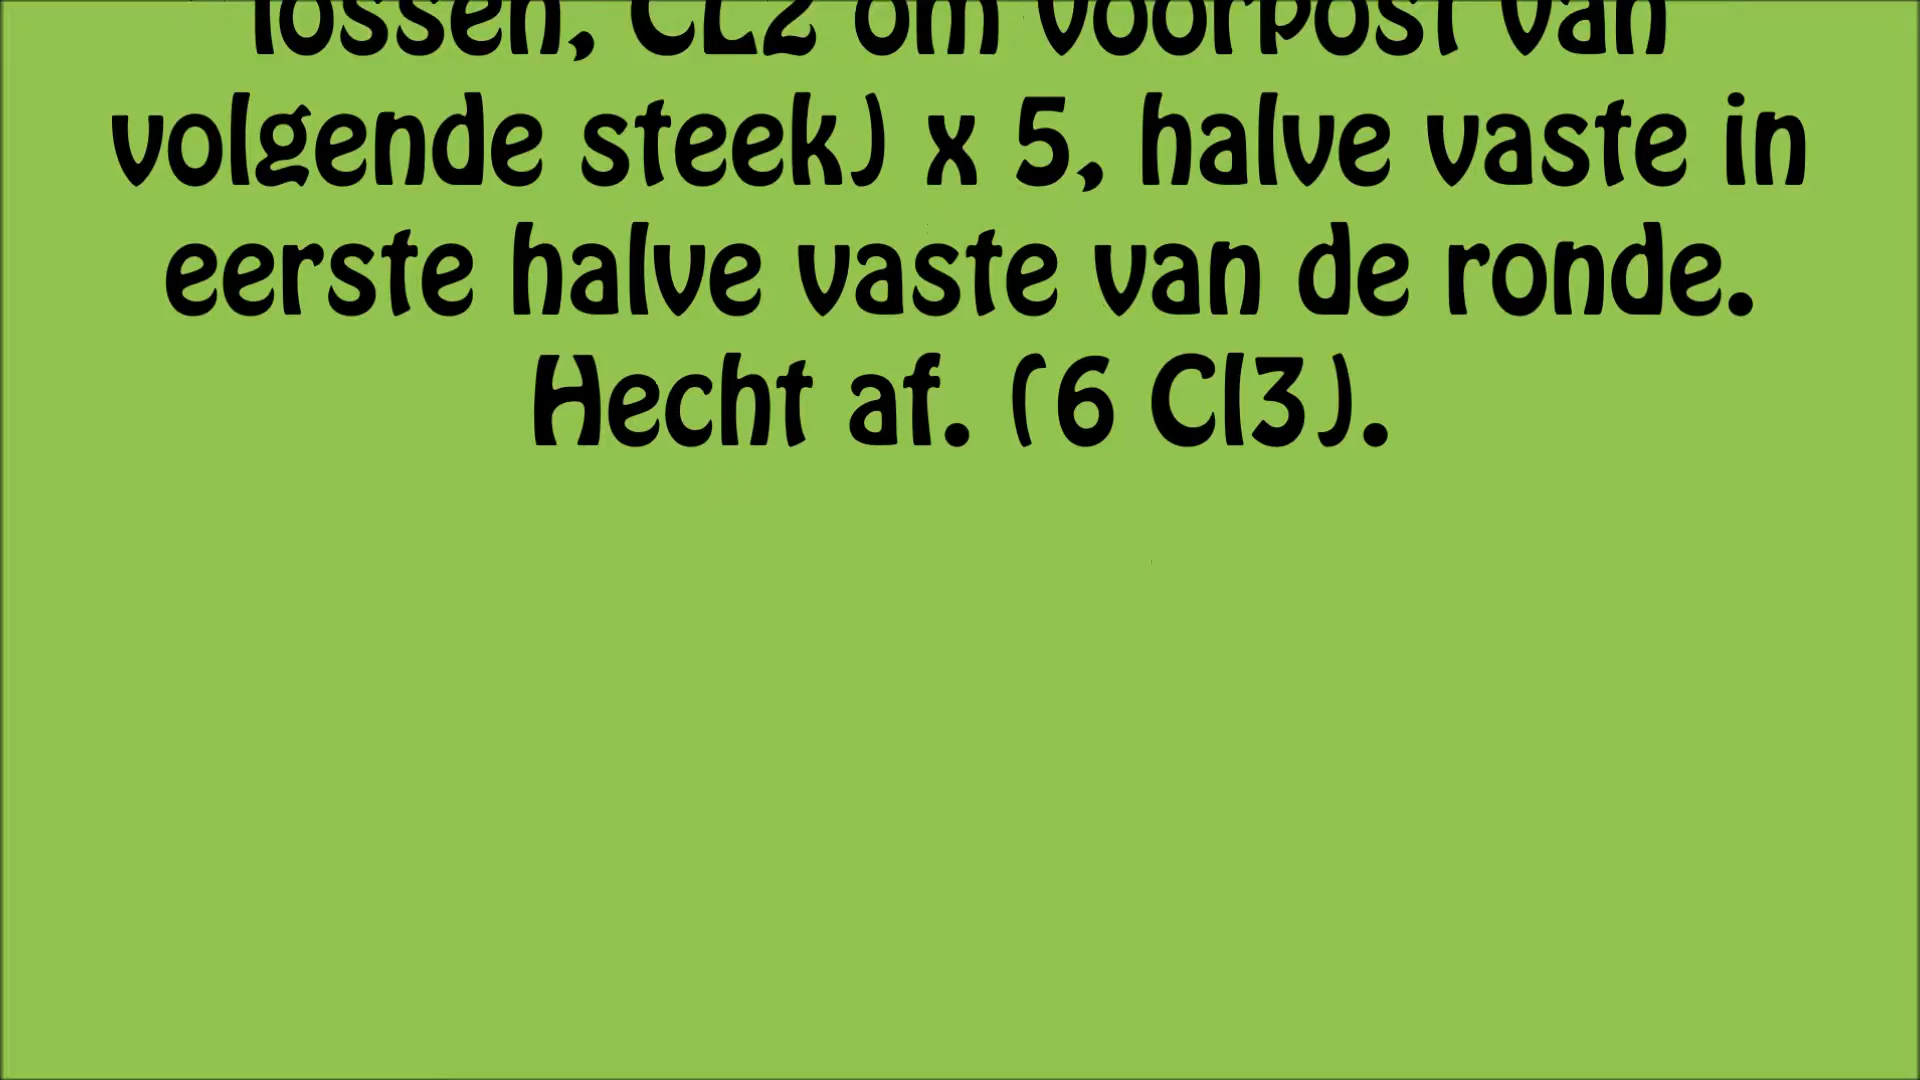 lossen, CL2 om voorpost van
volgende steek) x 5, halve vaste in
eerste halve vaste van de ronde.
Hecht af. (6 Cl3).